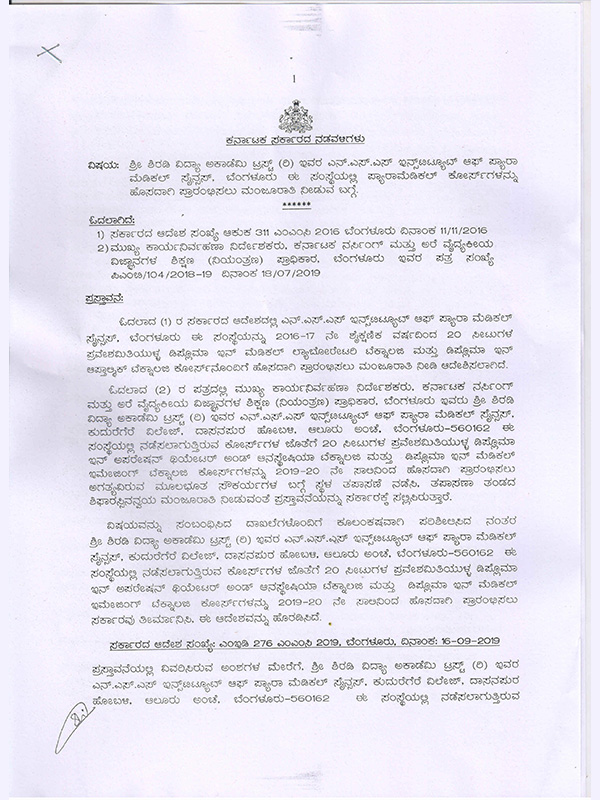 1
ಕರ್ನಾಟಕ ಸರ್ಕಾರದ ನಡವಳಿಗಳು
ವಿಷಯ: ಶ್ರೀ ಶಿರಡಿ ವಿದ್ಯಾ ಅಕಾಡೆಮಿ ಟ್ರಸ್ಟ್ (ರಿ) ಇವರ ಎನ್.ಎಸ್.ಎಸ್ ಇನ್ಸ್‌ಟಿಟ್ಯೂಟ್ ಆಫ್ ಪ್ಯಾರಾ
ಮೆಡಿಕಲ್ ಸೈನ್ಸಸ್, ಬೆಂಗಳೂರು ಈ ಸಂಸ್ಥೆಯಲ್ಲಿ ಪ್ಯಾರಾಮೆಡಿಕಲ್ ಕೋರ್ಸ್‌ಗಳನ್ನು
ಹೊಸದಾಗಿ ಪ್ರಾರಂಭಿಸಲು ಮಂಜೂರಾತಿ ನೀಡುವ ಬಗ್ಗೆ.
******
ಓದಲಾಗಿದೆ:
1) ಸರ್ಕಾರದ ಆದೇಶ ಸಂಖ್ಯೆ ಆಕುಕ 311 ಎಂಎಂಸಿ 2016 ಬೆಂಗಳೂರು ದಿನಾಂಕ 11/11/2016
2) ಮುಖ್ಯ ಕಾರ್ಯನಿರ್ವಹಣಾ ನಿರ್ದೇಶಕರು, ಕರ್ನಾಟಕ ನರ್ಸಿಂಗ್ ಮತ್ತು ಅರೆ ವೈದ್ಯಕೀಯ
ವಿಜ್ಞಾನಗಳ ಶಿಕ್ಷಣ (ನಿಯಂತ್ರಣ) ಪ್ರಾಧಿಕಾರ, ಬೆಂಗಳೂರು ಇವರ ಪತ್ರ ಸಂಖ್ಯೆ
ಪಿಎಂಬಿ/104/2018-19 ದಿನಾಂಕ 18/07/2019
ಪ್ರಸ್ತಾವನೆ:
ಓದಲಾದ (1) ರ ಸರ್ಕಾರದ ಆದೇಶದಲ್ಲಿ ಎನ್.ಎಸ್.ಎಸ್ ಇನ್ಸ್‌ಟಿಟ್ಯೂಟ್ ಆಫ್ ಪ್ಯಾರಾ ಮೆಡಿಕಲ್
ಸೈನ್ಸಸ್, ಬೆಂಗಳೂರು ಈ ಸಂಸ್ಥೆಯನ್ನು 2016-17 ನೇ ಶೈಕ್ಷಣಿಕ ವರ್ಷದಿಂದ 20 ಸೀಟುಗಳ
ಪ್ರವೇಶಮಿತಿಯುಳ್ಳ ಡಿಪ್ಲೊಮಾ ಇನ್ ಮೆಡಿಕಲ್ ಲ್ಯಾಬೋರೇಟರಿ ಟೆಕ್ನಾಲಜಿ ಮತ್ತು ಡಿಪ್ಲೊಮಾ ಇನ್
ಆಪ್ತಾಲ್ಮಿಕ್ ಟೆಕ್ನಾಲಜಿ ಕೋರ್ಸ್‌ನೊಂದಿಗೆ ಹೊಸದಾಗಿ ಪ್ರಾರಂಭಿಸಲು ಮಂಜೂರಾತಿ ನೀಡಿ ಆದೇಶಿಸಲಾಗಿದೆ.
ಓದಲಾದ (2) ರ ಪತ್ರದಲ್ಲಿ ಮುಖ್ಯ ಕಾರ್ಯನಿರ್ವಹಣಾ ನಿರ್ದೇಶಕರು, ಕರ್ನಾಟಕ ನರ್ಸಿಂಗ್
ಮತ್ತು ಅರೆ ವೈದ್ಯಕೀಯ ವಿಜ್ಞಾನಗಳ ಶಿಕ್ಷಣ (ನಿಯಂತ್ರಣ) ಪ್ರಾಧಿಕಾರ, ಬೆಂಗಳೂರು ಇವರು ಶ್ರೀ ಶಿರಡಿ
ವಿದ್ಯಾ ಅಕಾಡೆಮಿ ಟ್ರಸ್ಟ್ (ರಿ) ಇವರ ಎನ್.ಎಸ್.ಎಸ್ ಇನ್ಸ್‌ಟಿಟ್ಯೂಟ್ ಆಫ್ ಪ್ಯಾರಾ ಮೆಡಿಕಲ್ ಸೈನ್ಸಸ್,
ಕುದುರೆಗೆರೆ ವಿಲೇಜ್, ದಾಸನಪುರ ಹೋಬಳಿ, ಆಲೂರು ಅಂಚೆ, ಬೆಂಗಳೂರು-560162 ಈ
ಸಂಸ್ಥೆಯಲ್ಲಿ ನಡೆಸಲಾಗುತ್ತಿರುವ ಕೋರ್ಸ್‌ಗಳ ಜೊತೆಗೆ 20 ಸೀಟುಗಳ ಪ್ರವೇಶಮಿತಿಯುಳ್ಳ ಡಿಪ್ಲೊಮಾ
ಇನ್ ಅಪರೇಷನ್ ಥಿಯೇಟರ್ ಅಂಡ್ ಅನಸ್ಥೇಷಿಯಾ ಟೆಕ್ನಾಲಜಿ ಮತ್ತು ಡಿಪ್ಲೊಮಾ ಇನ್ ಮೆಡಿಕಲ್
ಇಮೇಜಿಂಗ್ ಟೆಕ್ನಾಲಜಿ ಕೋರ್ಸ್‌ಗಳನ್ನು 2019-20 ನೇ ಸಾಲಿನಿಂದ ಹೊಸದಾಗಿ ಪ್ರಾರಂಭಿಸಲು
ಅಗತ್ಯವಿರುವ ಮೂಲಭೂತ ಸೌಕರ್ಯಗಳ ಬಗ್ಗೆ ಸ್ಥಳ ತಪಾಸಣೆ ನಡೆಸಿ, ತಪಾಸಣಾ ತಂಡದ
ಶಿಫಾರಸ್ಸಿನನ್ವಯ ಮಂಜೂರಾತಿ ನೀಡುವಂತೆ ಪ್ರಸ್ತಾವನೆಯನ್ನು ಸರ್ಕಾರಕ್ಕೆ ಸಲ್ಲಿಸಿರುತ್ತಾರೆ.
ವಿಷಯವನ್ನು ಸಂಬಂಧಿಸಿದ ದಾಖಲೆಗಳೊಂದಿಗೆ ಕೂಲಂಕಷವಾಗಿ ಪರಿಶೀಲಿಸಿದ ನಂತರ
ಶ್ರೀ ಶಿರಡಿ ವಿದ್ಯಾ ಅಕಾಡೆಮಿ ಟ್ರಸ್ಟ್ (ರಿ) ಇವರ ಎನ್.ಎಸ್.ಎಸ್ ಇನ್ಸ್‌ಟಿಟ್ಯೂಟ್ ಆಫ್ ಪ್ಯಾರಾ ಮೆಡಿಕಲ್
ಸೈನ್ಸಸ್, ಕುದುರೆಗೆರೆ ವಿಲೇಜ್, ದಾಸನಪುರ ಹೋಬಳಿ, ಆಲೂರು ಅಂಚೆ, ಬೆಂಗಳೂರು-560162 ಈ
ಸಂಸ್ಥೆಯಲ್ಲಿ ನಡೆಸಲಾಗುತ್ತಿರುವ ಕೋರ್ಸ್‌ಗಳ ಜೊತೆಗೆ 20 ಸೀಟುಗಳ ಪ್ರವೇಶಮಿತಿಯುಳ್ಳ ಡಿಪ್ಲೊಮಾ
ಇನ್ ಅಪರೇಷನ್ ಥಿಯೇಟರ್ ಅಂಡ್ ಅನಸ್ಥೇಷಿಯಾ ಟೆಕ್ನಾಲಜಿ ಮತ್ತು ಡಿಪ್ಲೊಮಾ ಇನ್ ಮೆಡಿಕಲ್
ಇಮೇಜಿಂಗ್ ಟೆಕ್ನಾಲಜಿ ಕೋರ್ಸ್‌ಗಳನ್ನು 2019-20 ನೇ ಸಾಲಿನಿಂದ ಹೊಸದಾಗಿ ಪ್ರಾರಂಭಿಸಲು
ಸರ್ಕಾರವು ತೀರ್ಮಾನಿಸಿ, ಈ ಆದೇಶವನ್ನು ಹೊರಡಿಸಿದೆ.
ಸರ್ಕಾರದ ಆದೇಶ ಸಂಖ್ಯೆ: ಎಂಇಡಿ 276 ಎಂಎಂಸಿ 2019, ಬೆಂಗಳೂರು, ದಿನಾಂಕ: 16-09-2019
ಪ್ರಸ್ತಾವನೆಯಲ್ಲಿ ವಿವರಿಸಿರುವ ಅಂಶಗಳ ಮೇರೆಗೆ, ಶ್ರೀ ಶಿರಡಿ ವಿದ್ಯಾ ಅಕಾಡೆಮಿ ಟ್ರಸ್ಟ್ (ರಿ) ಇವರ
ಎನ್.ಎಸ್.ಎಸ್ ಇನ್ಸ್‌ಟಿಟ್ಯೂಟ್ ಆಫ್ ಪ್ಯಾರಾ ಮೆಡಿಕಲ್ ಸೈನ್ಸಸ್, ಕುದುರೆಗೆರೆ ವಿಲೇಜ್, ದಾಸನಪುರ
ಹೋಬಳಿ, ಆಲೂರು ಅಂಚೆ, ಬೆಂಗಳೂರು-560162 ಈ ಸಂಸ್ಥೆಯಲ್ಲಿ ನಡೆಸಲಾಗುತ್ತಿರುವ